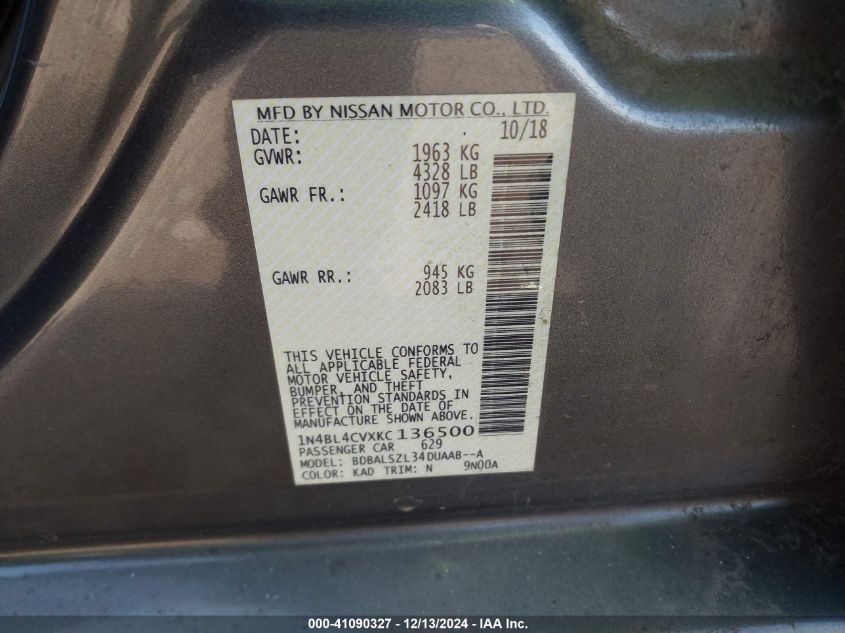 MFD BY NISSAN MOTOR CO., LTD.
DATE: 10/18
GVWR: 1963 KG
4328 LB
GAWR FR.: 1097 KG
2418 LB
GAWR RR.: 945 KG
2083 LB
THIS VEHICLE CONFORMS TO
ALL APPLICABLE FEDERAL
MOTOR VEHICLE SAFETY,
BUMPER, AND THEFT
PREVENTION STANDARDS IN
EFFECT ON THE DATE OF
MANUFACTURE SHOWN ABOVE.
1N4BL4CVXKC136500
PASSENGER CAR 629
MODEL: BDBALSZL34DUAAB--A
COLOR: KAD TRIM: N 9N00A
000-41090327 - 12/13/2024 - IAA Inc.